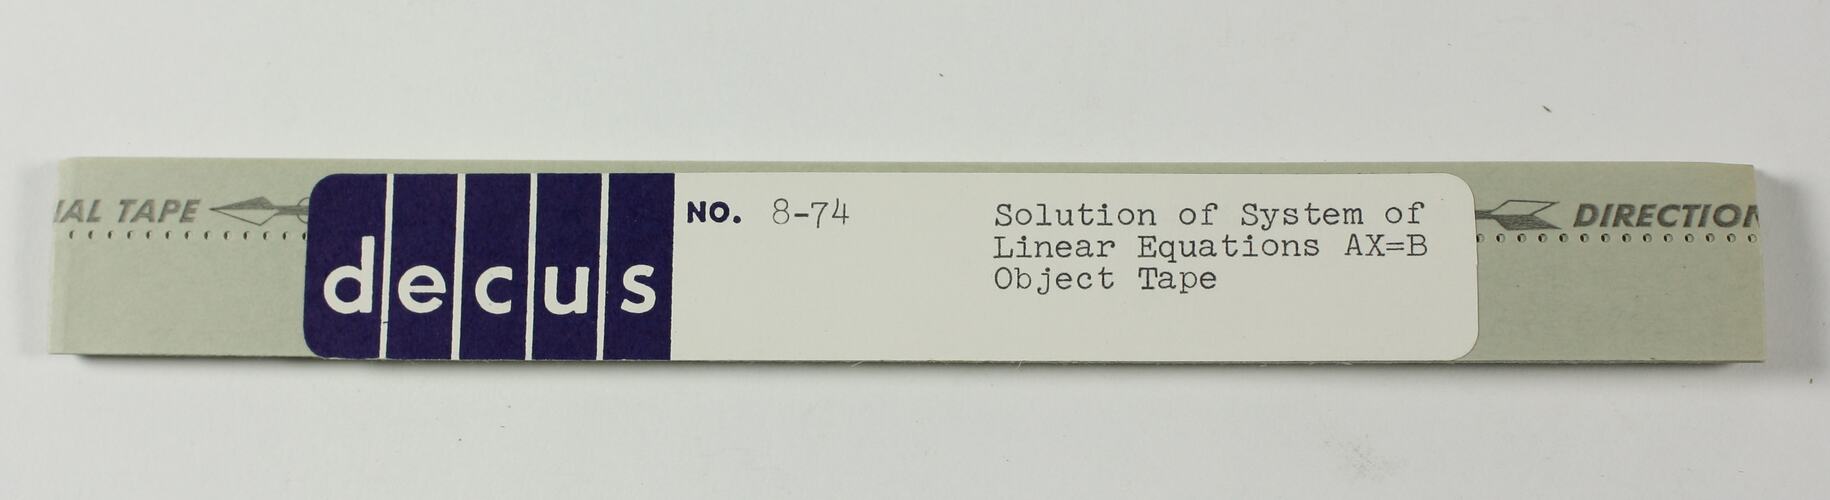 IAL TAPE
decus
NO. 8-74
Solution of System of
Linear Equations AX=B
Object Tape
DIRECTION